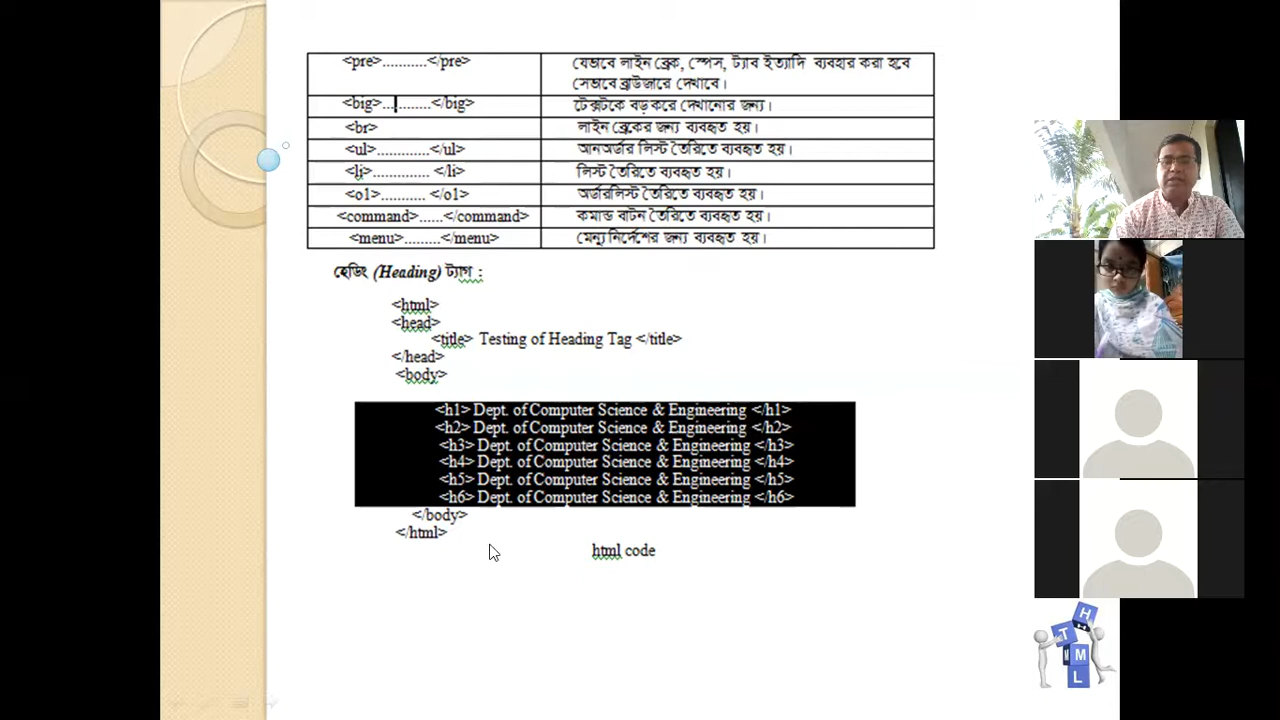 <pre>...........</pre> যেভাবে লাইন ব্রেক, স্পেস, ট্যাব ইত্যাদি ব্যবহার করা হবে
সেভাবে ব্রাউজারে দেখাবে।
<big>............</big> টেক্সটকে বড় করে দেখানোর জন্য।
<br> লাইন ব্রেকের জন্য ব্যবহৃত হয়।
<ul>.............</ul> আনঅর্ডার লিস্ট তৈরিতে ব্যবহৃত হয়।
<li>.............. </li> লিস্ট তৈরিতে ব্যবহৃত হয়।
<o1>........... </o1> অর্ডারলিস্ট তৈরিতে ব্যবহৃত হয়।
<command>......</command> কমান্ড বাটন তৈরিতে ব্যবহৃত হয়।
<menu>.........</menu> মেন্যু নির্দেশের জন্য ব্যবহৃত হয়।
হেডিং (Heading) ট্যাগ :
<html>
<head>
<title> Testing of Heading Tag </title>
</head>
<body>
<h1> Dept. of Computer Science & Engineering </h1>
<h2> Dept. of Computer Science & Engineering </h2>
<h3> Dept. of Computer Science & Engineering </h3>
<h4> Dept. of Computer Science & Engineering </h4>
<h5> Dept. of Computer Science & Engineering </h5>
<h6> Dept. of Computer Science & Engineering </h6>
</body>
</html>
html code
H
T H
M M
L